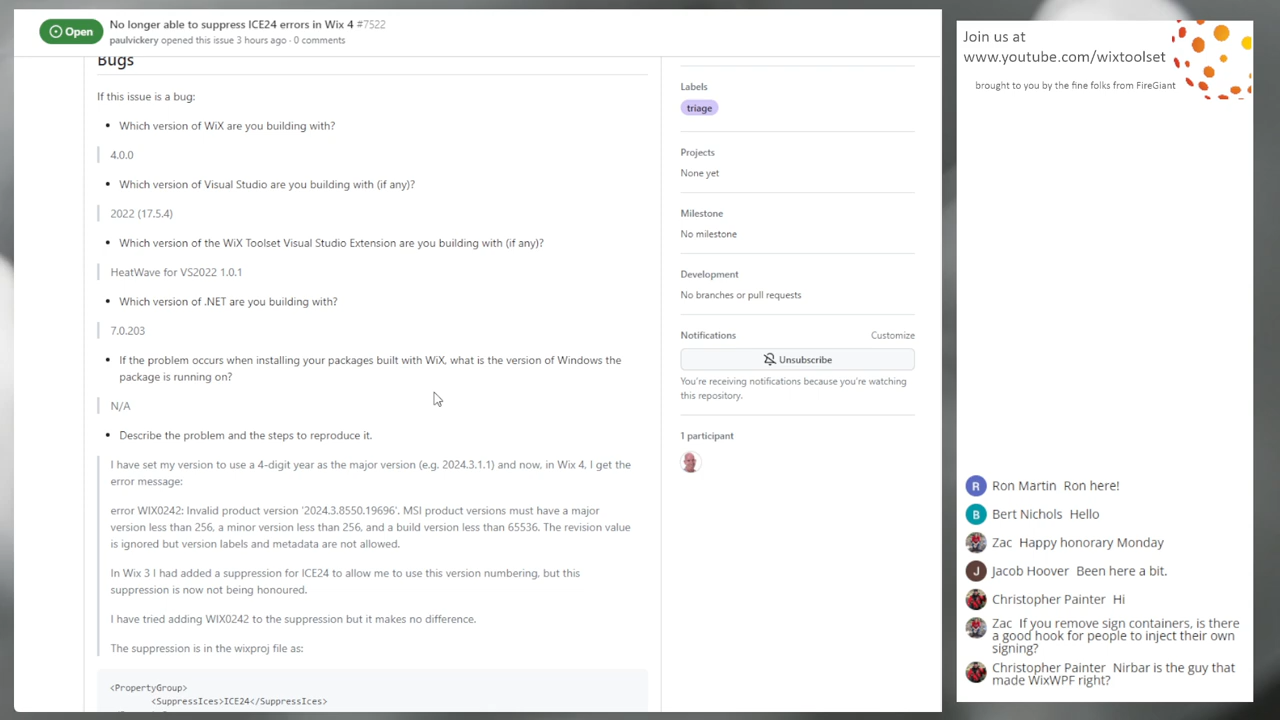 Open
No longer able to suppress ICE24 errors in Wix 4 #7522
paulvickery opened this issue 3 hours ago · 0 comments
Bugs
If this issue is a bug:
• Which version of WiX are you building with?
4.0.0
• Which version of Visual Studio are you building with (if any)?
2022 (17.5.4)
• Which version of the WiX Toolset Visual Studio Extension are you building with (if any)?
HeatWave for VS2022 1.0.1
• Which version of .NET are you building with?
7.0.203
• If the problem occurs when installing your packages built with WiX, what is the version of Windows the
package is running on?
N/A
• Describe the problem and the steps to reproduce it.
I have set my version to use a 4-digit year as the major version (e.g. 2024.3.1.1) and now, in Wix 4, I get the
error message:
error WIX0242: Invalid product version '2024.3.8550.19696'. MSI product versions must have a major
version less than 256, a minor version less than 256, and a build version less than 65536. The revision value
is ignored but version labels and metadata are not allowed.
In Wix 3 I had added a suppression for ICE24 to allow me to use this version numbering, but this
suppression is now not being honoured.
I have tried adding WIX0242 to the suppression but it makes no difference.
The suppression is in the wixproj file as:
<PropertyGroup>
<SuppressIces>ICE24</SuppressIces>
Labels
triage
Projects
None yet
Milestone
No milestone
Development
No branches or pull requests
Notifications
Customize
Unsubscribe
You're receiving notifications because you're watching
this repository.
1 participant
Join us at
www.youtube.com/wixtoolset
brought to you by the fine folks from FireGiant
R Ron Martin Ron here!
B Bert Nichols Hello
Zac Happy honorary Monday
J Jacob Hoover Been here a bit.
Christopher Painter Hi
Zac If you remove sign containers, is there
a good hook for people to inject their own
signing?
Christopher Painter Nirbar is the guy that
made WixWPF right?